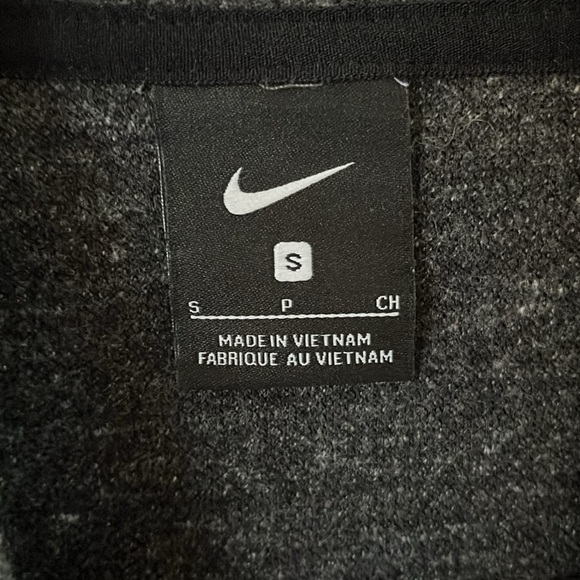 S
S P CH
MADE IN VIETNAM
FABRIQUE AU VIETNAM